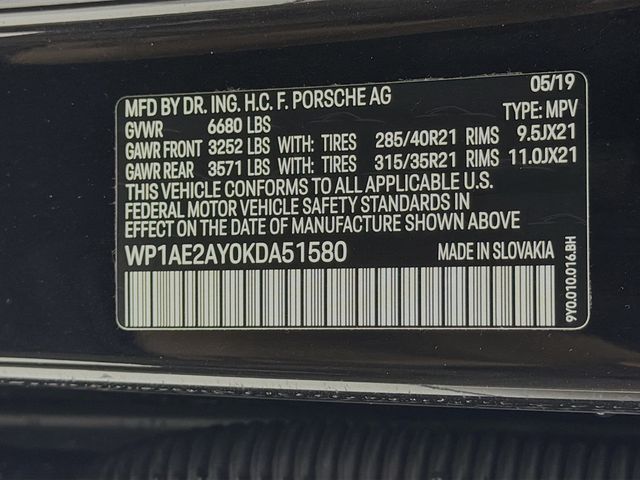 MFD BY DR. ING. H.C. F. PORSCHE AG 05/19
GVWR 6680 LBS TYPE: MPV
GAWR FRONT 3252 LBS WITH: TIRES 285/40R21 RIMS 9.5JX21
GAWR REAR 3571 LBS WITH: TIRES 315/35R21 RIMS 11.0JX21
THIS VEHICLE CONFORMS TO ALL APPLICABLE U.S.
FEDERAL MOTOR VEHICLE SAFETY STANDARDS IN
EFFECT ON THE DATE OF MANUFACTURE SHOWN ABOVE
WP1AE2AY0KDA51580 MADE IN SLOVAKIA
9Y0.010.016.BH